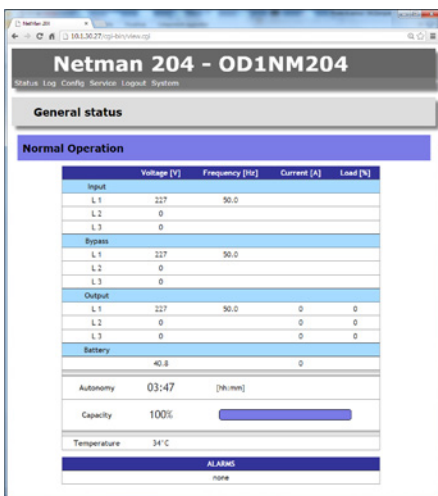 NetMan 204
10.1.30.27/cgi-bin/view.cgi
Netman 204 - OD1NM204
Status Log Config Service Logout System
General status
Normal Operation
Voltage [V] Frequency [Hz] Current [A] Load [%]
Input
L 1 227 50.0
L 2 0
L 3 0
Bypass
L 1 227 50.0
L 2 0
L 3 0
Output
L 1 227 50.0 0 0
L 2 0 0 0
L 3 0 0 0
Battery
40.8 0
Autonomy 03:47 [hh:mm]
Capacity 100%
Temperature 34°C
ALARMS
none